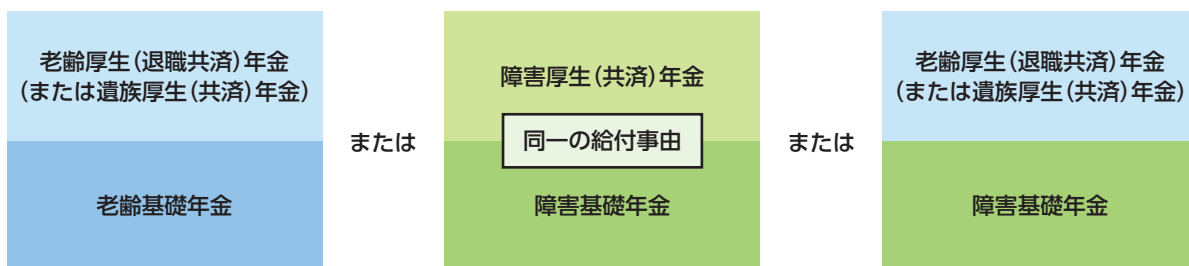 老齢厚生(退職共済)年金
(または遺族厚生(共済)年金)
老齢基礎年金
または
障害厚生(共済)年金
同一の給付事由
障害基礎年金
または
老齢厚生(退職共済)年金
(または遺族厚生(共済)年金)
障害基礎年金